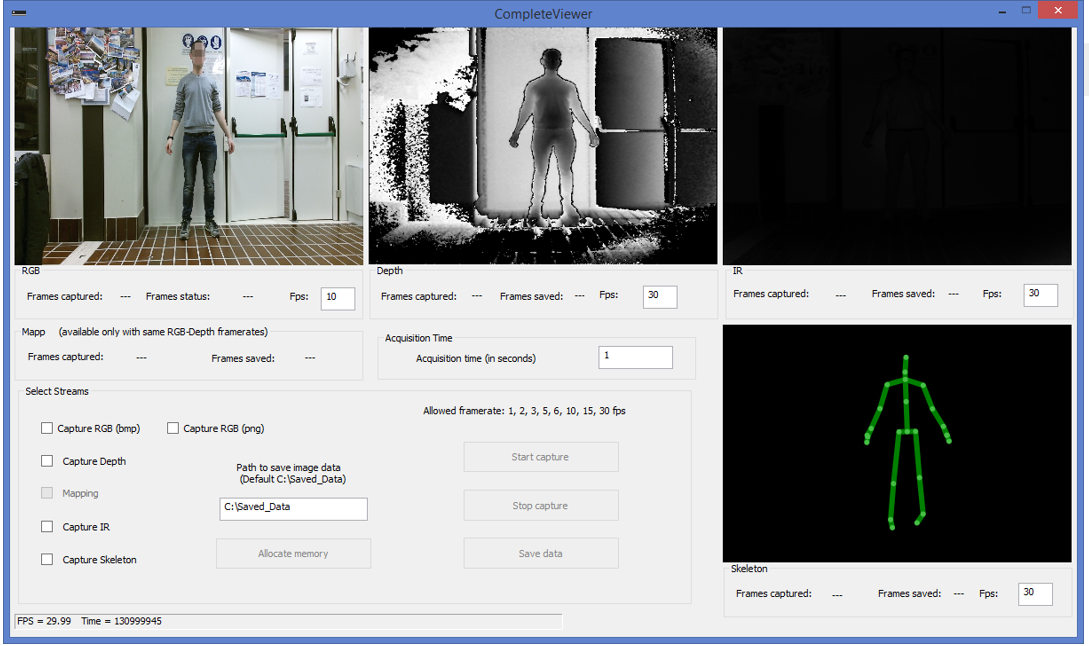 CompleteViewer
RGB
Frames captured: --- Frames status: --- Fps: 10
Depth
Frames captured: --- Frames saved: --- Fps: 30
IR
Frames captured: --- Frames saved: --- Fps: 30
Mapp (available only with same RGB-Depth framerates)
Frames captured: --- Frames saved: ---
Acquisition Time
Acquisition time (in seconds) 1
Select Streams
Allowed framerate: 1, 2, 3, 5, 6, 10, 15, 30 fps
Capture RGB (bmp) Capture RGB (png)
Capture Depth
Mapping
Capture IR
Capture Skeleton
Path to save image data
(Default C:\Saved_Data)
C:\Saved_Data
Allocate memory
Start capture
Stop capture
Save data
Skeleton
Frames captured: --- Frames saved: --- Fps: 30
FPS = 29.99 Time = 130999945